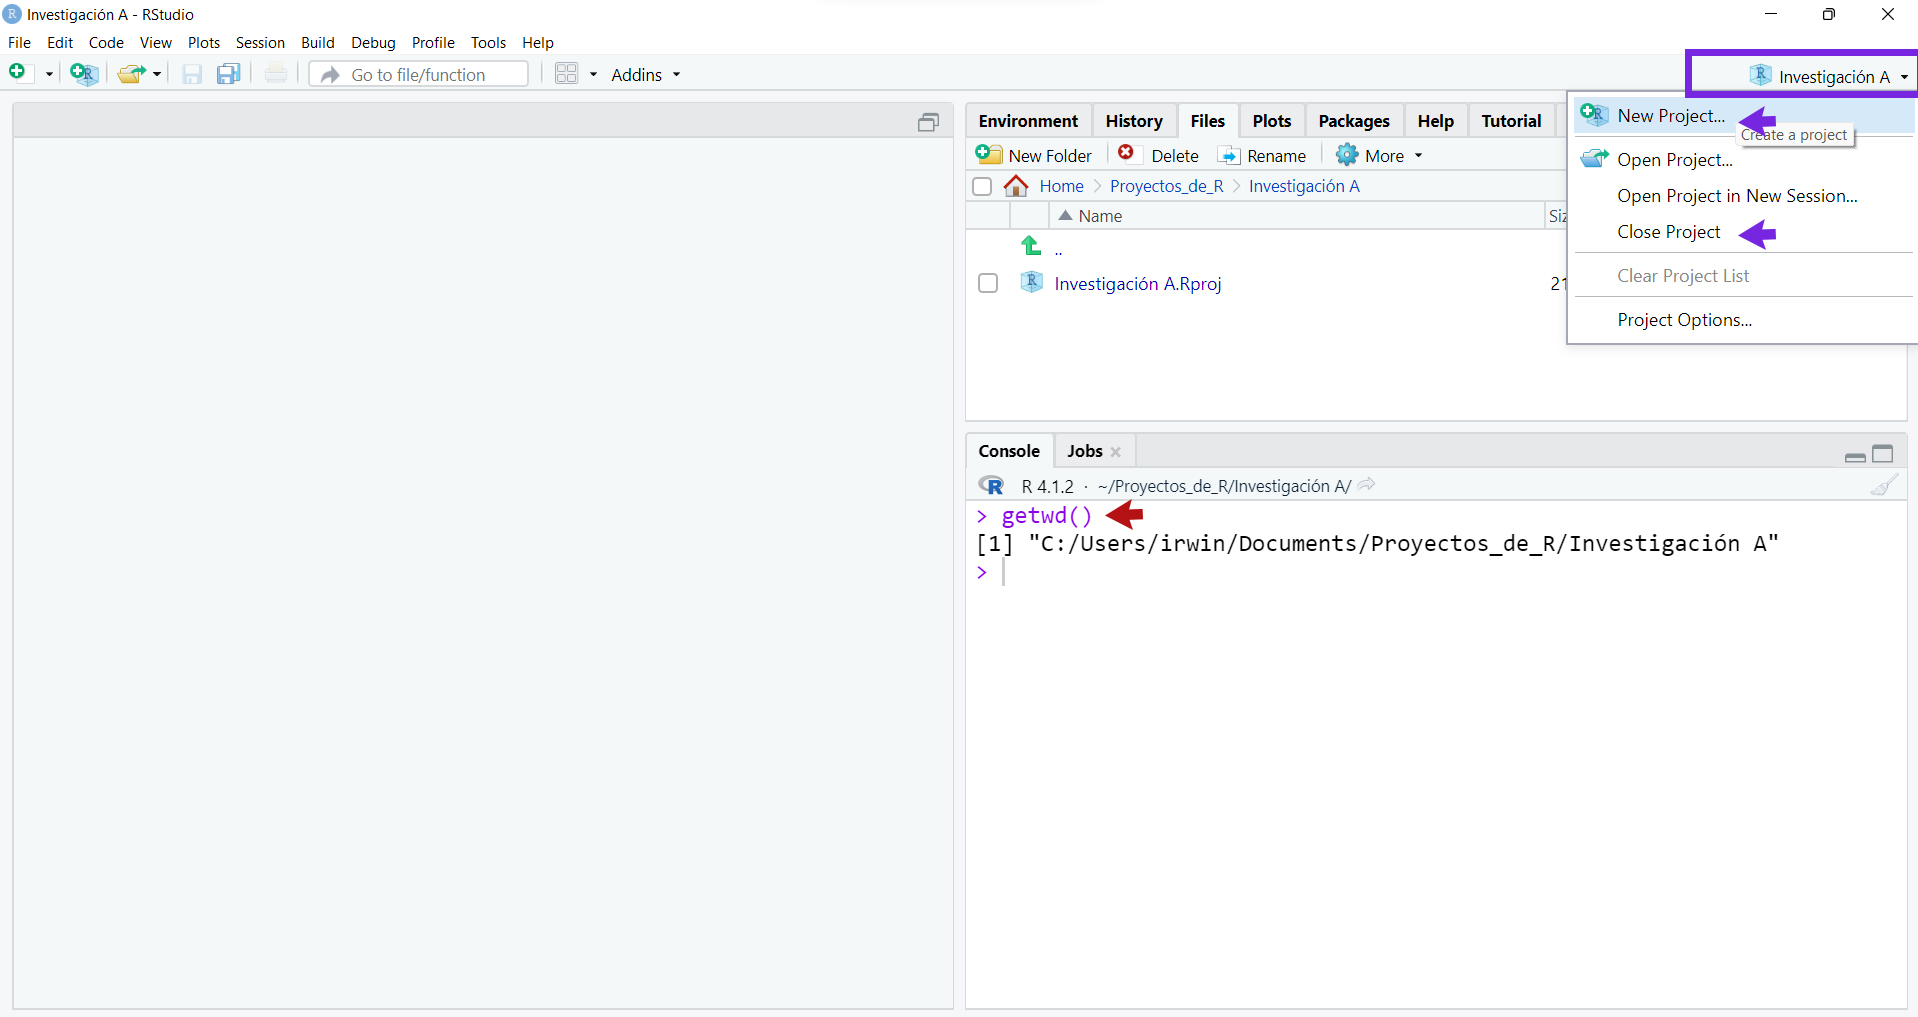 Investigación A - RStudio
File Edit Code View Plots Session Build Debug Profile Tools Help
Go to file/function Addins Investigación A
Environment History Files Plots Packages Help Tutorial
New Folder Delete Rename More
Home Proyectos_de_R Investigación A
Name
..
Investigación A.Rproj 21
New Project...
Create a project
Open Project...
Open Project in New Session...
Close Project
Clear Project List
Project Options...
Console Jobs
R 4.1.2 · ~/Proyectos_de_R/Investigación A/
> getwd()
[1] "C:/Users/irwin/Documents/Proyectos_de_R/Investigación A"
>